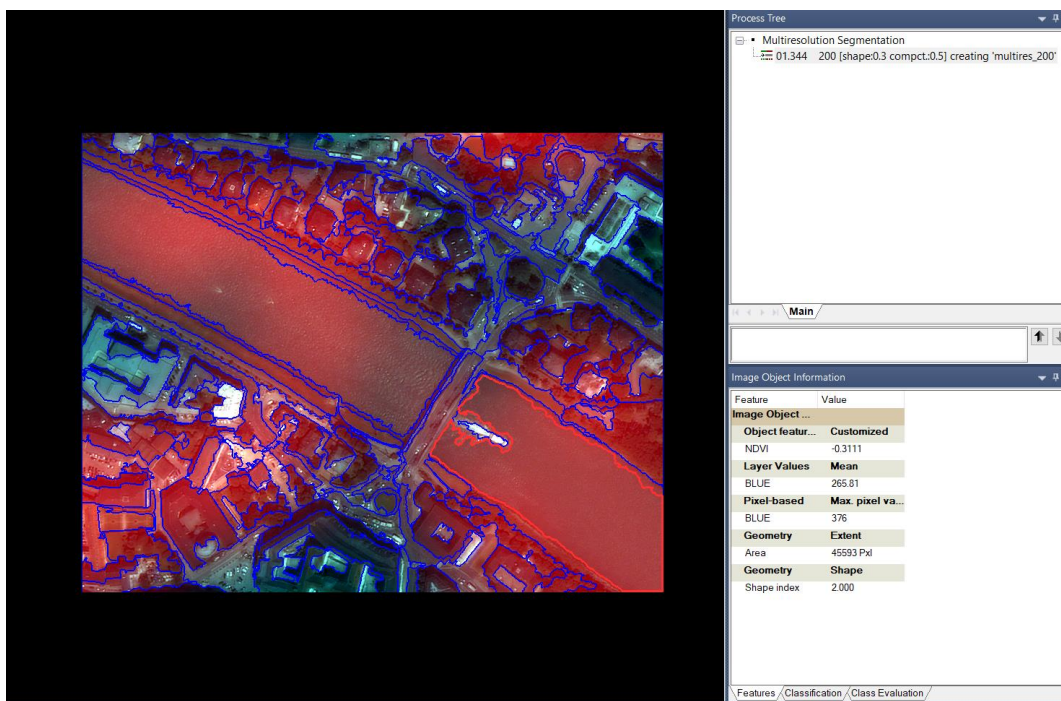 Process Tree
Multiresolution Segmentation
01.344 200 [shape:0.3 compct.:0.5] creating 'multires_200'
Main
Image Object Information
Feature Value
Image Object ...
Object featur... Customized
NDVI -0.3111
Layer Values Mean
BLUE 265.81
Pixel-based Max. pixel va...
BLUE 376
Geometry Extent
Area 45593 Pxl
Geometry Shape
Shape index 2.000
Features Classification Class Evaluation